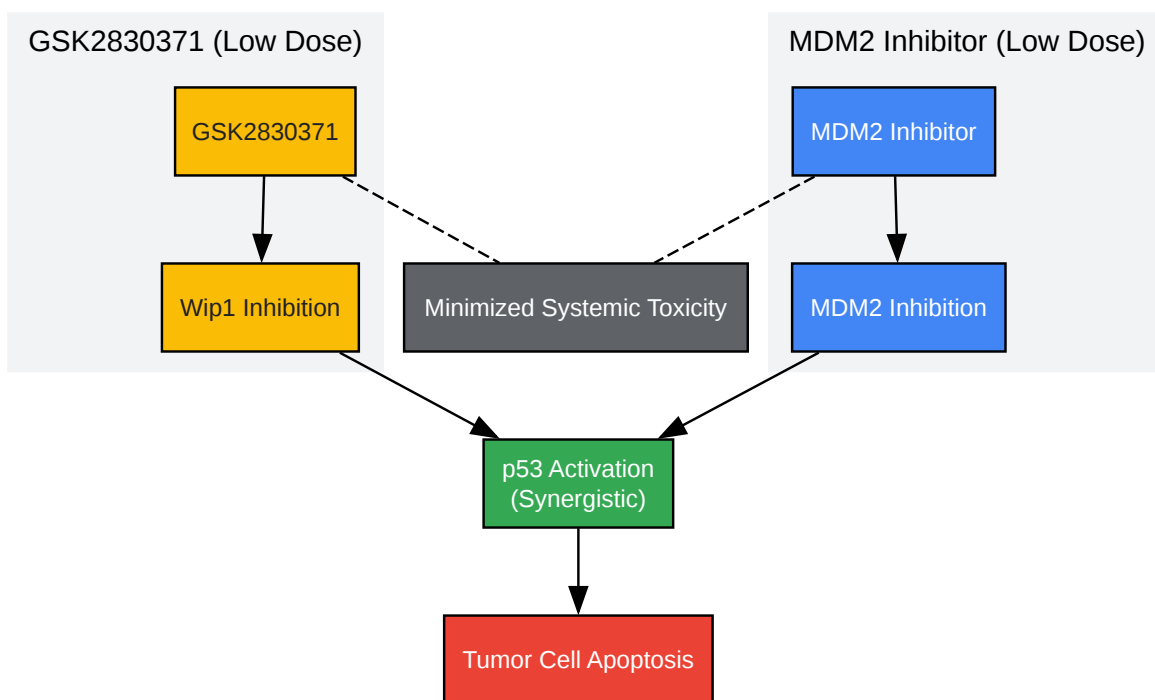 GSK2830371 (Low Dose)
MDM2 Inhibitor (Low Dose)
GSK2830371
MDM2 Inhibitor
Wip1 Inhibition
Minimized Systemic Toxicity
MDM2 Inhibition
p53 Activation
(Synergistic)
Tumor Cell Apoptosis